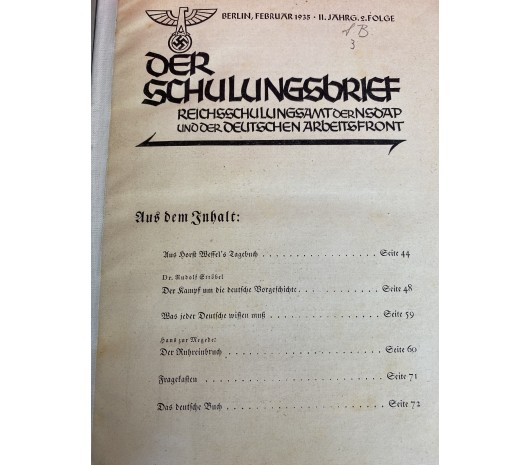 BERLIN, FEBRUAR 1935 · II. JAHRG. 2. FOLGE
B
3
DER
SCHULUNGSBRIEF
REICHSSCHULUNGSAMT DER NSDAP
UND DER DEUTSCHEN ARBEITSFRONT
Aus dem Inhalt:
Aus Horst Wessel's Tagebuch . . . . . . . . . . . . . . . . . Seite 44
Dr. Rudolf Ströbel
Der Kampf um die deutsche Vorgeschichte . . . . . . . . . . . . Seite 48
Was jeder Deutsche wissen muß . . . . . . . . . . . . . . . . Seite 59
Hans zur Megede:
Der Ruhreinbruch . . . . . . . . . . . . . . . . . . . . . . Seite 60
Fragekasten . . . . . . . . . . . . . . . . . . . . . . . . . Seite 71
Das deutsche Buch . . . . . . . . . . . . . . . . . . . . . . Seite 72